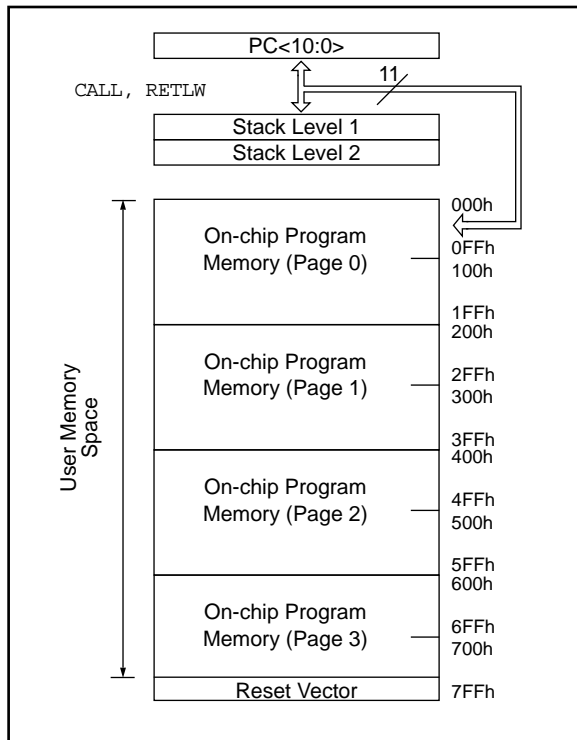 PC<10:0>
11
CALL, RETLW
Stack Level 1
Stack Level 2
000h
On-chip Program
Memory (Page 0)
0FFh
100h
1FFh
200h
On-chip Program
Memory (Page 1)
2FFh
300h
3FFh
400h
User Memory
Space
On-chip Program
Memory (Page 2)
4FFh
500h
5FFh
600h
On-chip Program
Memory (Page 3)
6FFh
700h
Reset Vector
7FFh